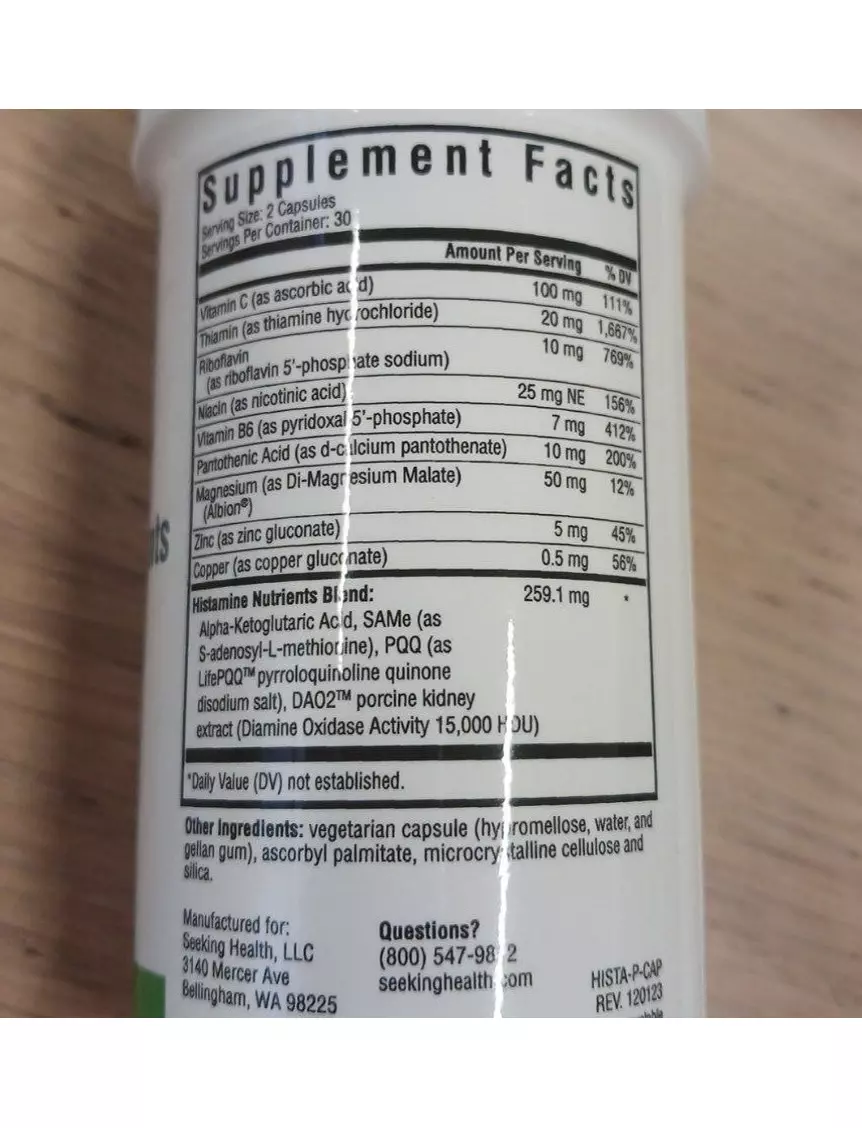 Supplement Facts
Serving Size: 2 Capsules
Servings Per Container: 30
Amount Per Serving % DV
Vitamin C (as ascorbic acid) 100 mg 111%
Thiamin (as thiamine hydrochloride) 20 mg 1,667%
Riboflavin 10 mg 769%
(as riboflavin 5'-phosphate sodium)
Niacin (as nicotinic acid) 25 mg NE 156%
Vitamin B6 (as pyridoxal 5'-phosphate) 7 mg 412%
Pantothenic Acid (as d-calcium pantothenate) 10 mg 200%
Magnesium (as Di-Magnesium Malate) 50 mg 12%
(Albion®)
Zinc (as zinc gluconate) 5 mg 45%
Copper (as copper gluconate) 0.5 mg 56%
Histamine Nutrients Blend: 259.1 mg *
Alpha-Ketoglutaric Acid, SAMe (as
S-adenosyl-L-methionine), PQQ (as
LifePQQ™ pyrroloquinoline quinone
disodium salt), DAO2™ porcine kidney
extract (Diamine Oxidase Activity 15,000 HDU)
*Daily Value (DV) not established.
Other Ingredients: vegetarian capsule (hypromellose, water, and
gellan gum), ascorbyl palmitate, microcrystalline cellulose and
silica.
Manufactured for:
Seeking Health, LLC
3140 Mercer Ave
Bellingham, WA 98225
Questions?
(800) 547-98 2
seekinghealth.com
HISTA-P-CAP
REV. 120123